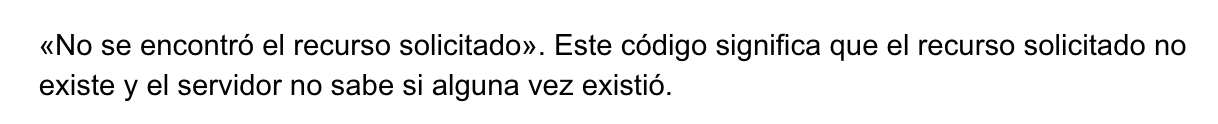 «No se encontró el recurso solicitado». Este código significa que el recurso solicitado no
existe y el servidor no sabe si alguna vez existió.